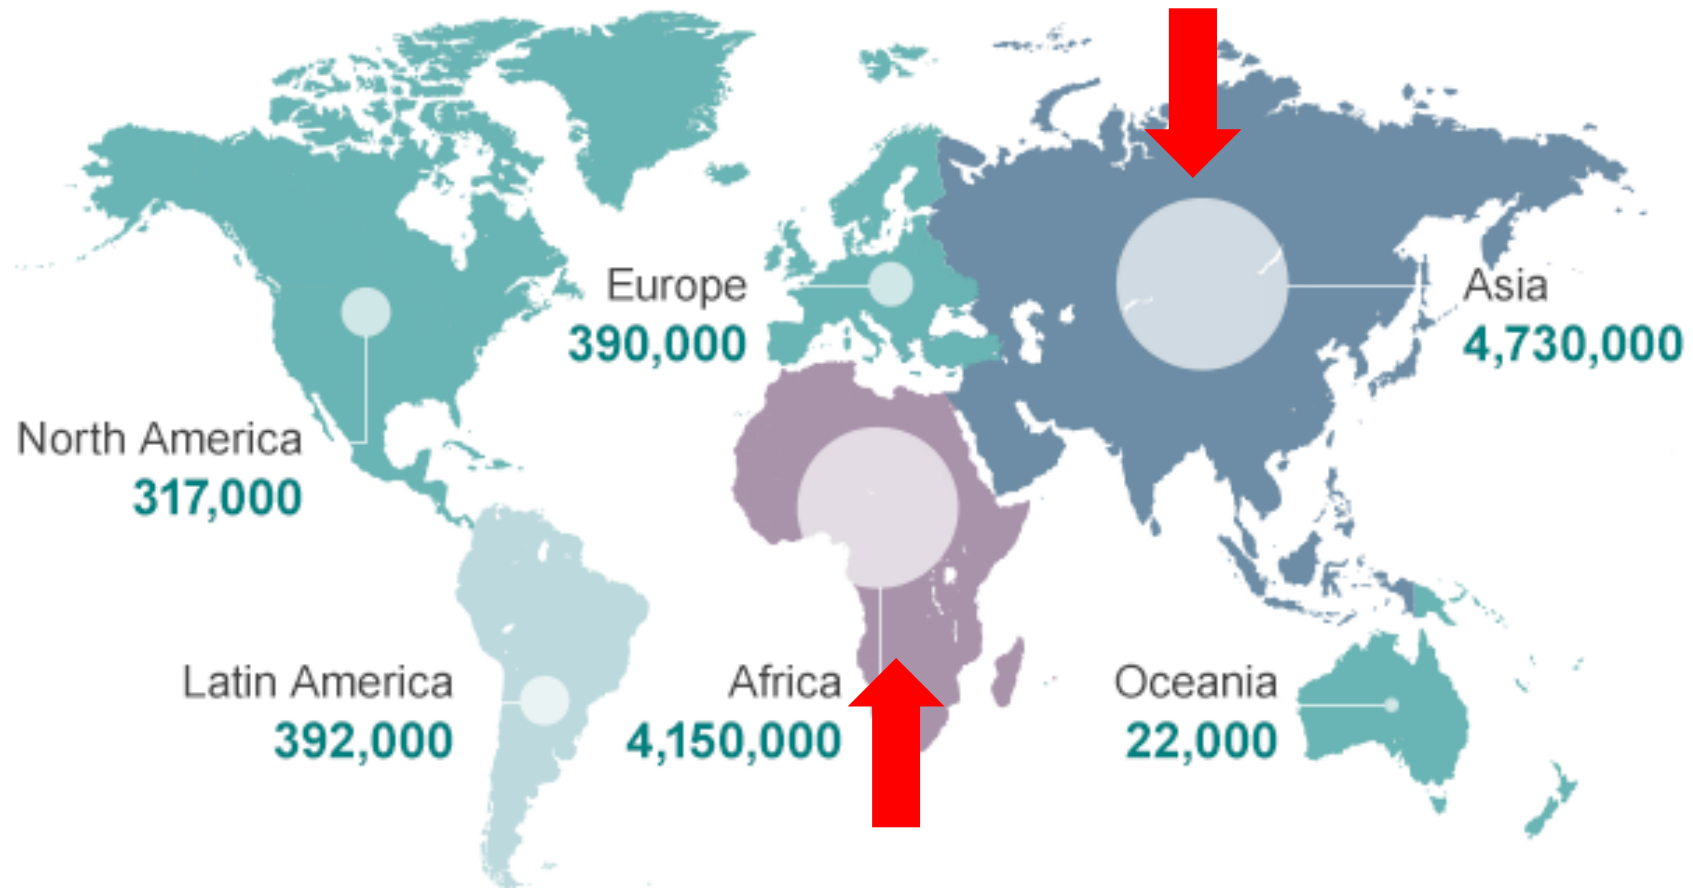 Europe
390,000
Asia
4,730,000
North America
317,000
Latin America
392,000
Africa
4,150,000
Oceania
22,000